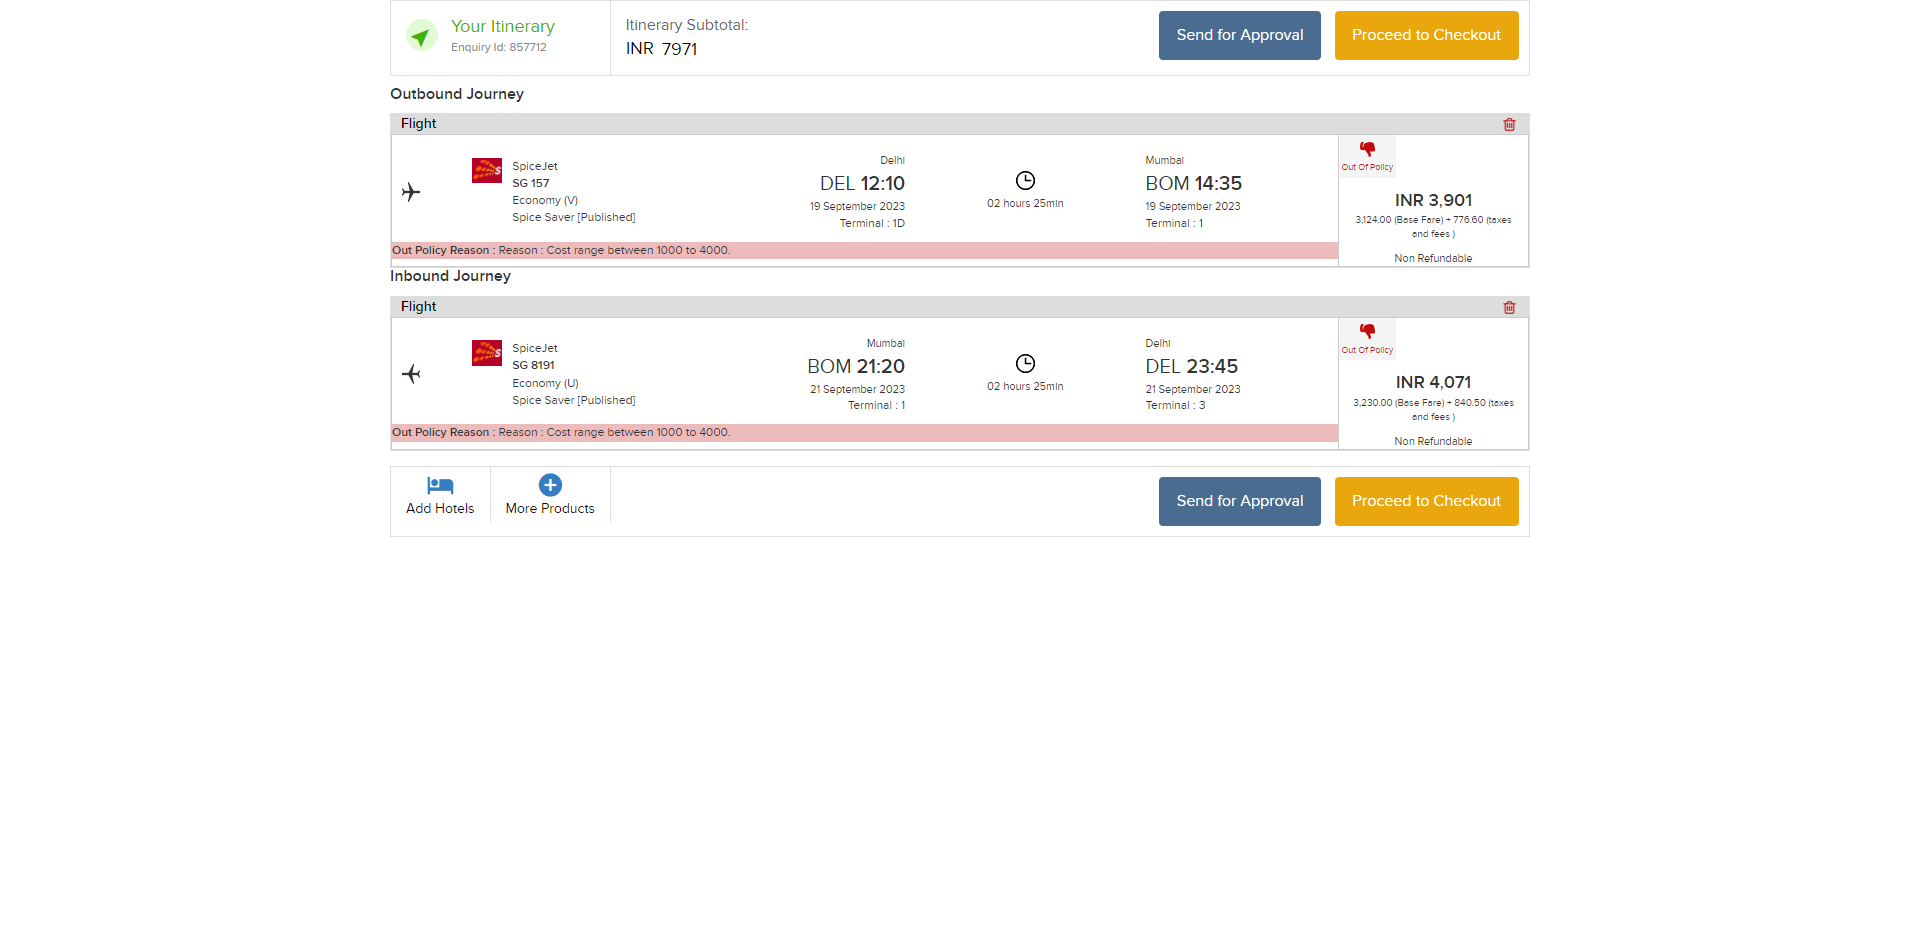 Your Itinerary
Enquiry Id: 857712
Itinerary Subtotal:
INR 7971
Send for Approval
Proceed to Checkout
Outbound Journey
Flight
SpiceJet
SG 157
Economy (V)
Spice Saver [Published]
Delhi
DEL 12:10
19 September 2023
Terminal : 1D
02 hours 25min
Mumbai
BOM 14:35
19 September 2023
Terminal : 1
Out Of Policy
INR 3,901
3,124.00 (Base Fare) + 776.60 (taxes
and fees )
Non Refundable
Out Policy Reason : Reason : Cost range between 1000 to 4000.
Inbound Journey
Flight
SpiceJet
SG 8191
Economy (U)
Spice Saver [Published]
Mumbai
BOM 21:20
21 September 2023
Terminal : 1
02 hours 25min
Delhi
DEL 23:45
21 September 2023
Terminal : 3
Out Of Policy
INR 4,071
3,230.00 (Base Fare) + 840.50 (taxes
and fees )
Non Refundable
Out Policy Reason : Reason : Cost range between 1000 to 4000.
Add Hotels
More Products
Send for Approval
Proceed to Checkout